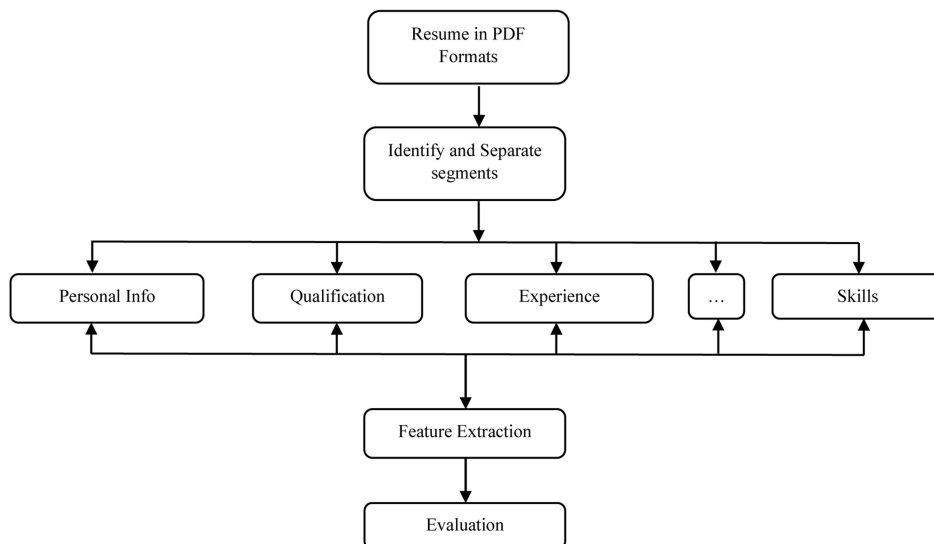 Resume in PDF
Formats
Identify and Separate
segments
Personal Info
Qualification
Experience
…
Skills
Feature Extraction
Evaluation